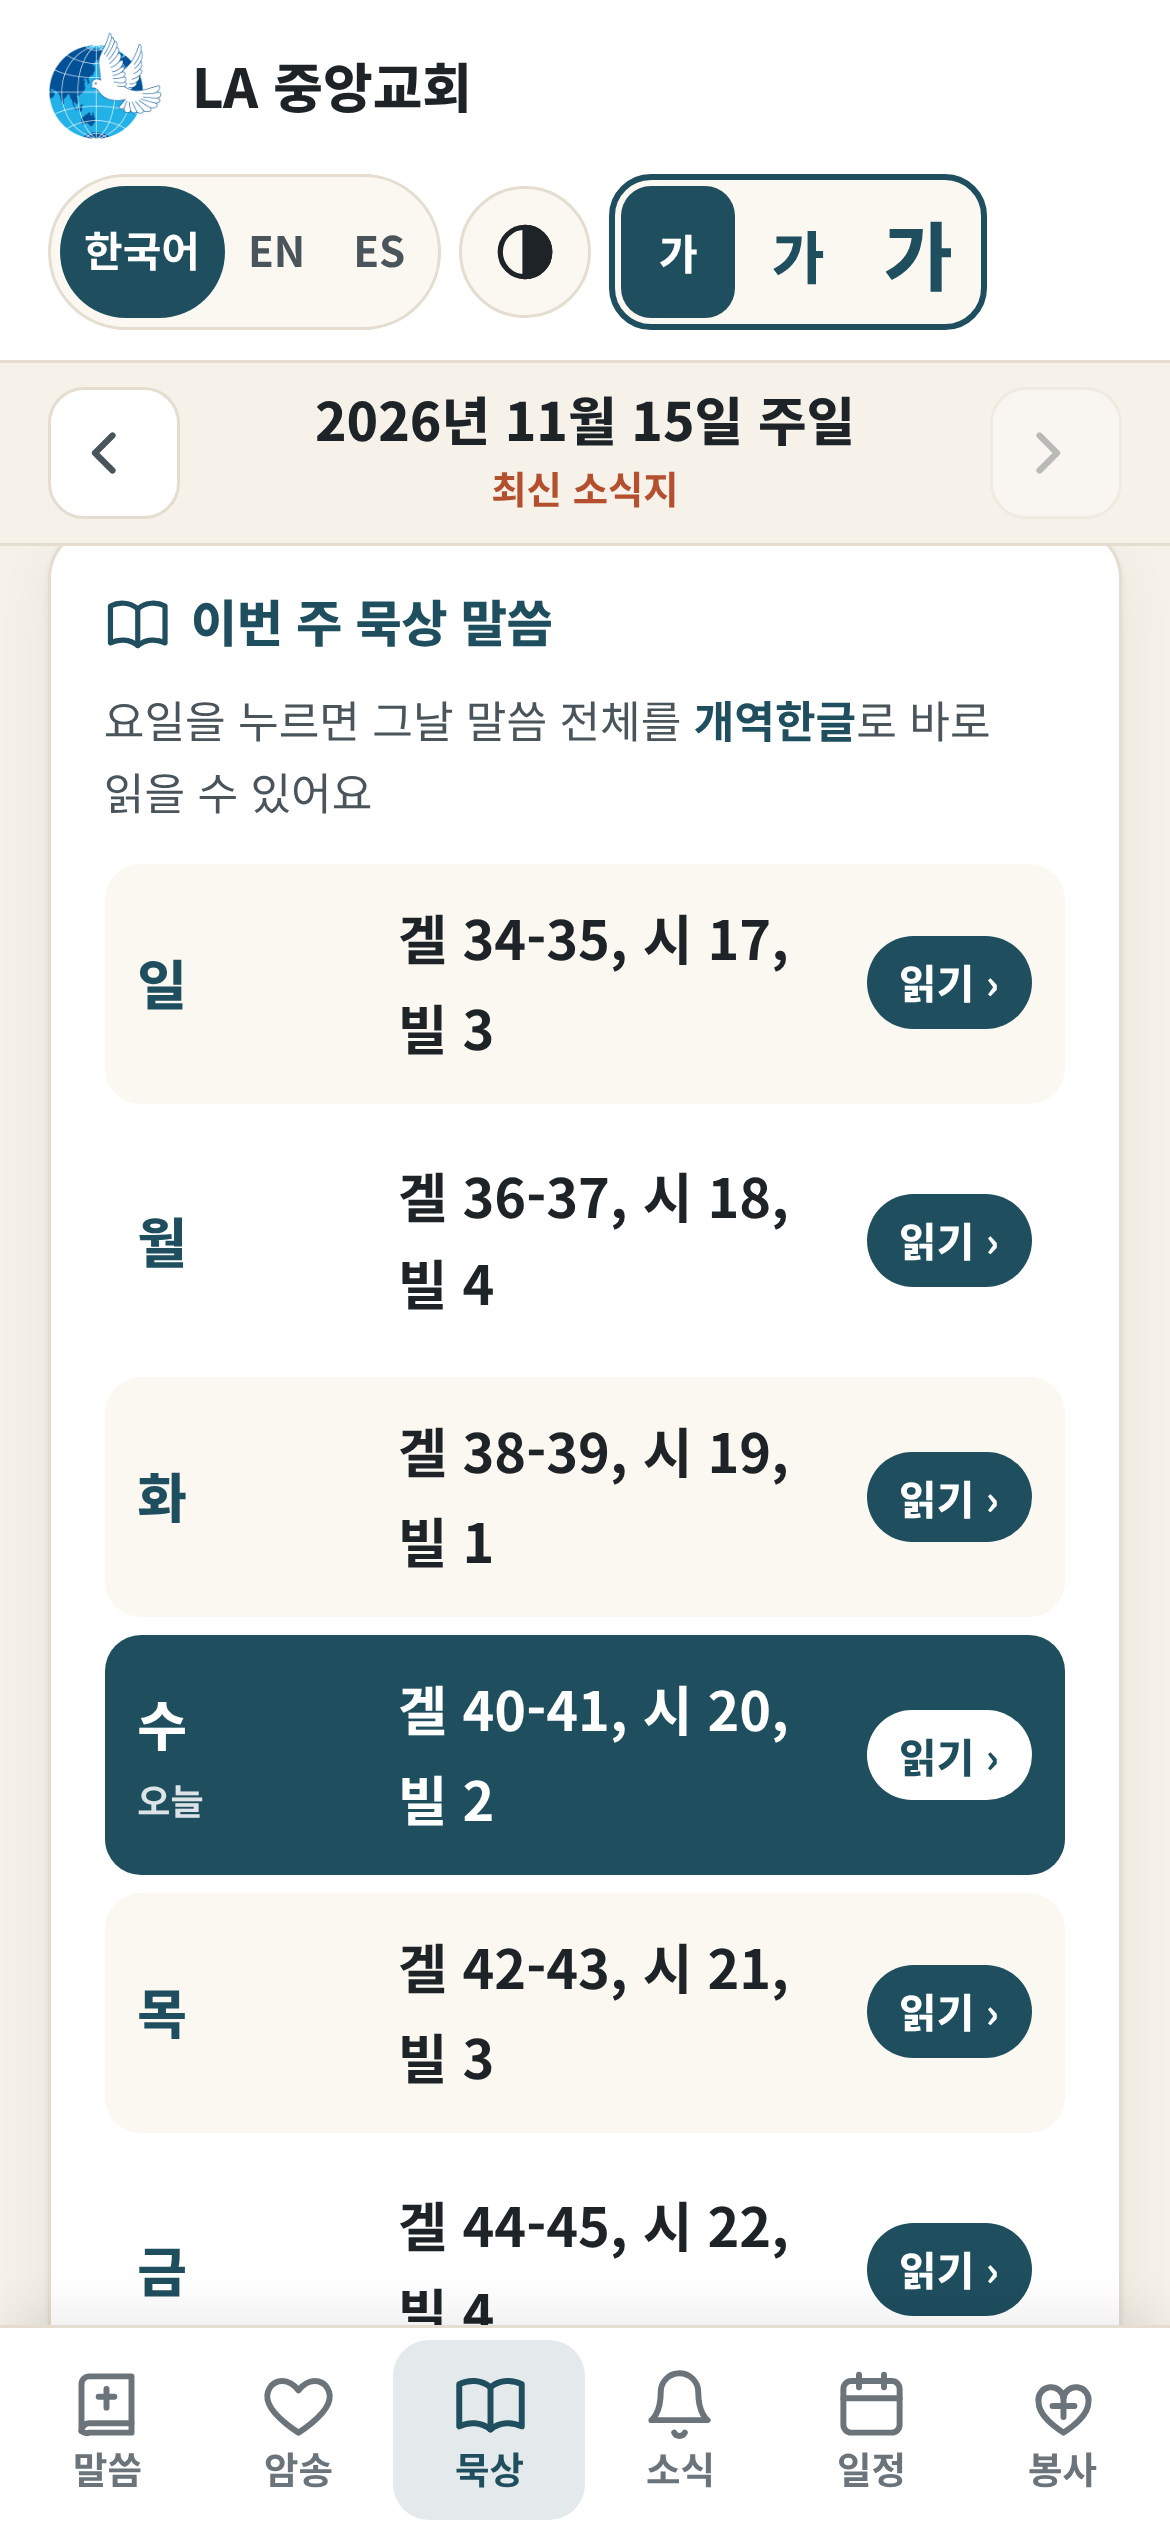 LA 중앙교회
한국어 EN ES 가 가 가
2026년 11월 15일 주일
최신 소식지
이번 주 묵상 말씀
요일을 누르면 그날 말씀 전체를 개역한글로 바로
읽을 수 있어요
일 겔 34-35, 시 17, 읽기 ›
빌 3
월 겔 36-37, 시 18, 읽기 ›
빌 4
화 겔 38-39, 시 19, 읽기 ›
빌 1
수 겔 40-41, 시 20, 읽기 ›
오늘 빌 2
목 겔 42-43, 시 21, 읽기 ›
빌 3
금 겔 44-45, 시 22, 읽기 ›
빌 4
말씀 암송 묵상 소식 일정 봉사